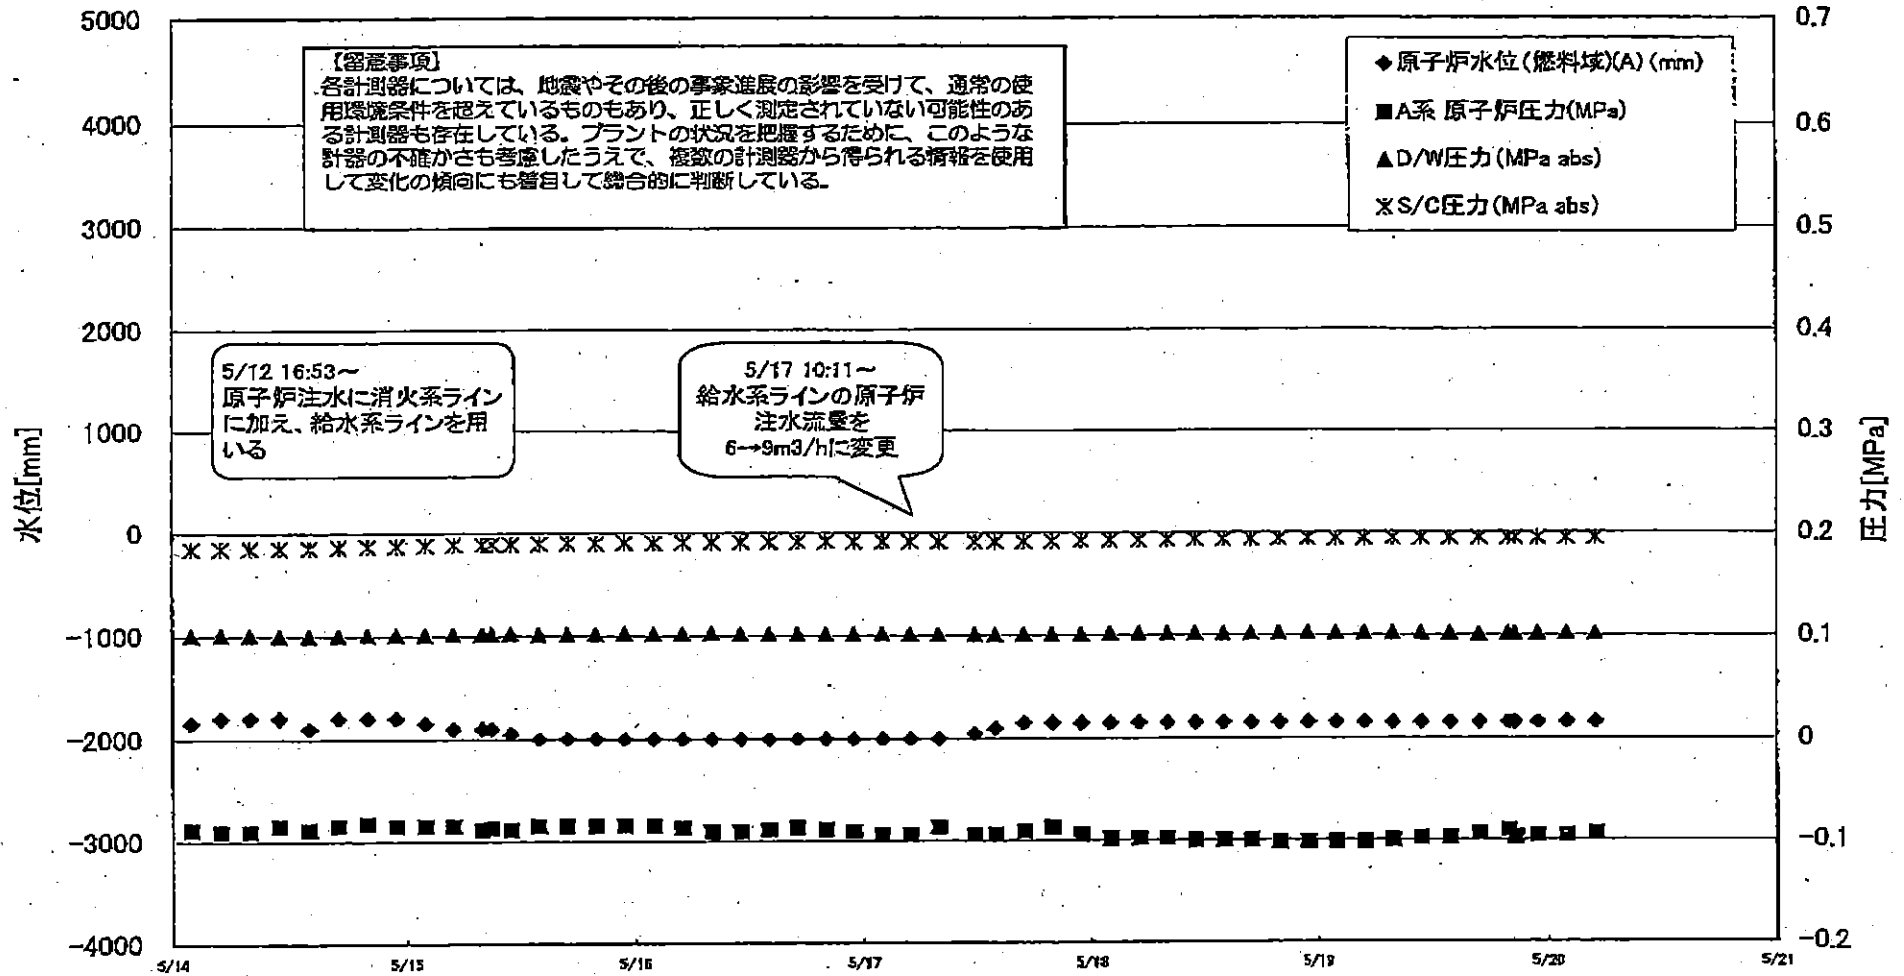 5000
4000
3000
2000
1000
0
-1000
-2000
-3000
-4000
水位[mm]
【留意事項】
各計測器については、地震やその後の事象進展の影響を受けて、通常の使
用環境条件を超えているものもあり、正しく測定されていない可能性のあ
る計測器も存在している。プラントの状況を把握するために、このような
計器の不確かさも考慮したうえで、複数の計測器から得られる情報を使用
して変化の傾向にも着目して総合的に判断している。
◆原子炉水位(燃料域)(A)(mm)
■A系 原子炉圧力(MPa)
▲D/W圧力(MPa abs)
S/C圧力(MPa abs)
5/12 16:53~
原子炉注水に消火系ライン
に加え、給水系ラインを用
いる
5/17 10:11~
給水系ラインの原子炉
注水流量を
6→9m3/hに変更
0.7
0.6
0.5
0.4
0.3
0.2
0.1
0
-0.1
-0.2
圧力[MPa]
5/14
5/15
5/16
5/17
5/18
5/19
5/20
5/21